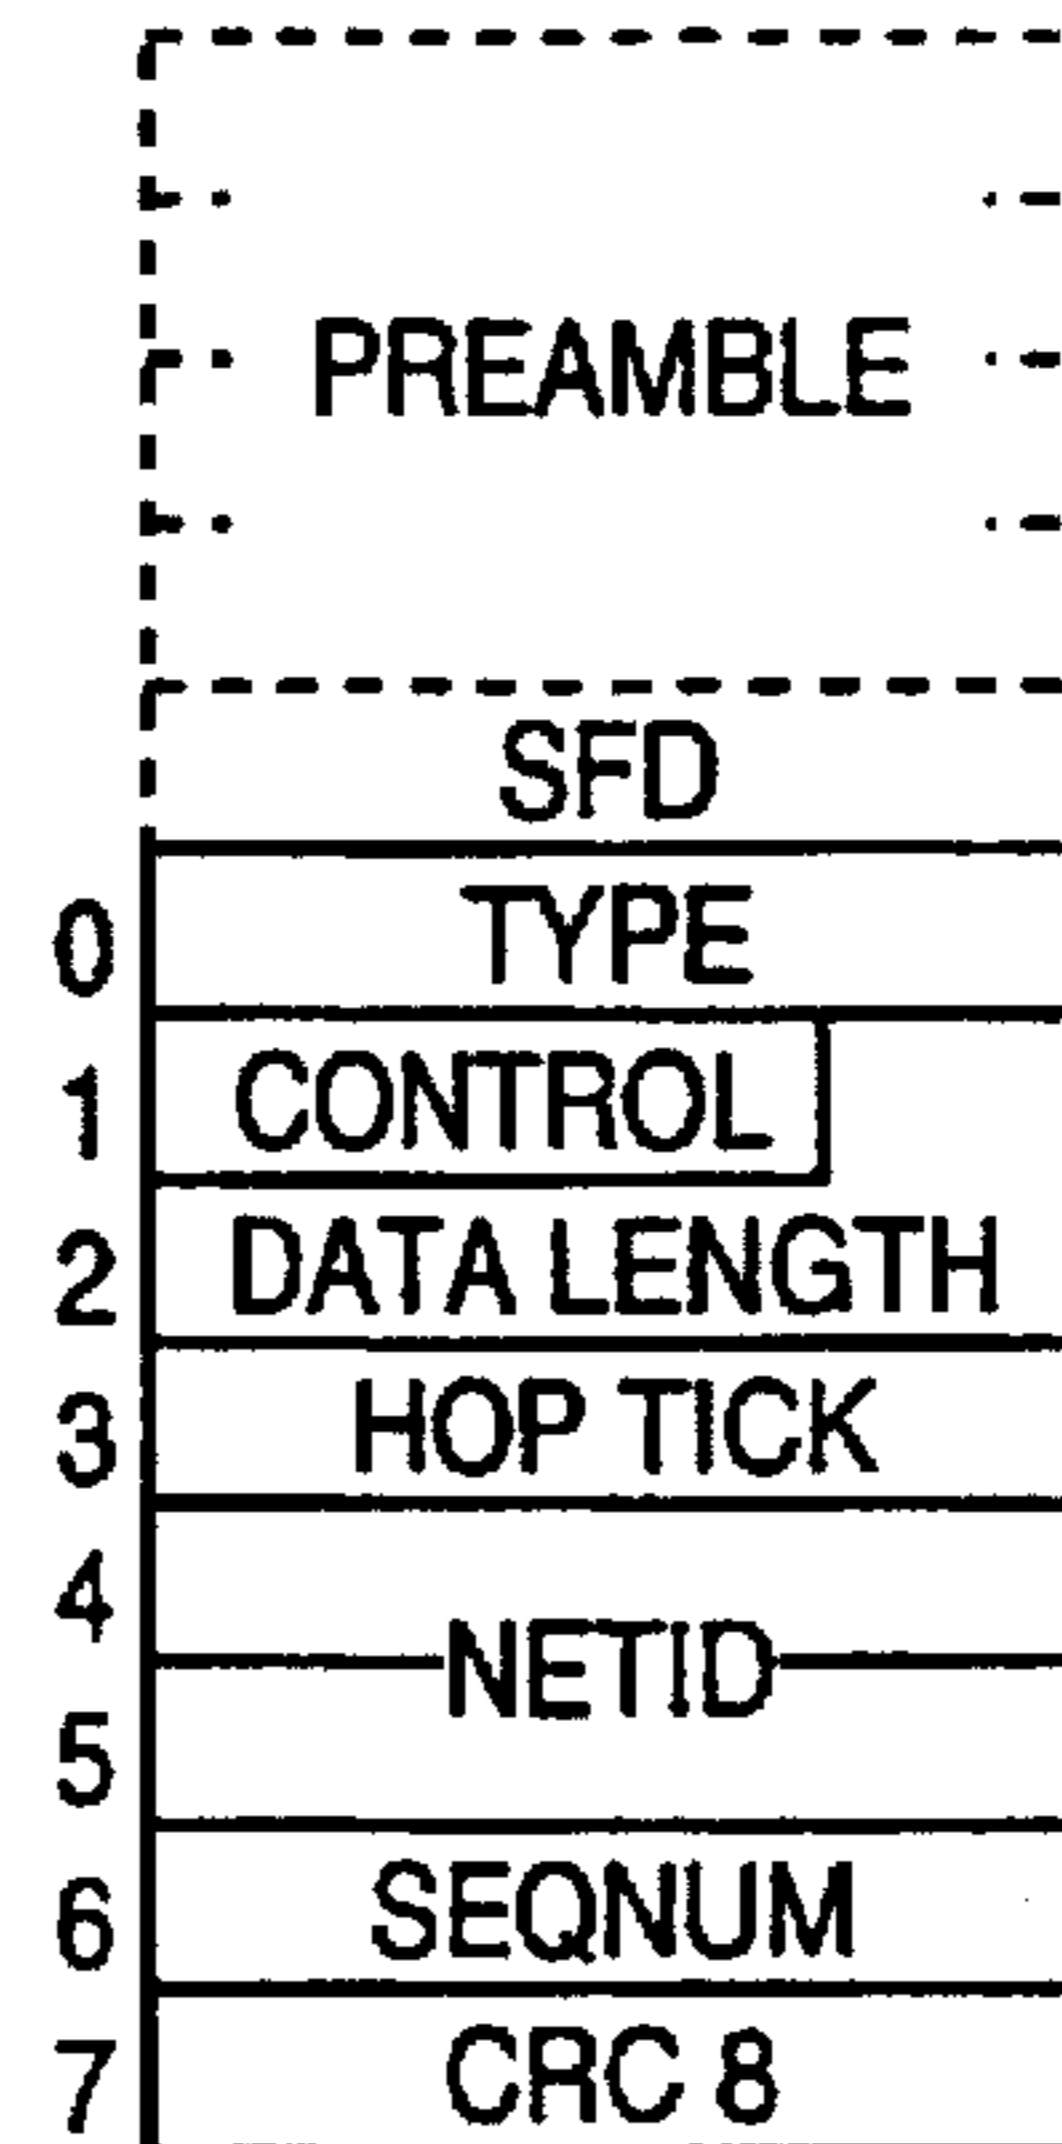 PREAMBLE
SFD
0 TYPE
1 CONTROL
2 DATA LENGTH
3 HOP TICK
4
NETID
5
6 SEQNUM
7 CRC 8